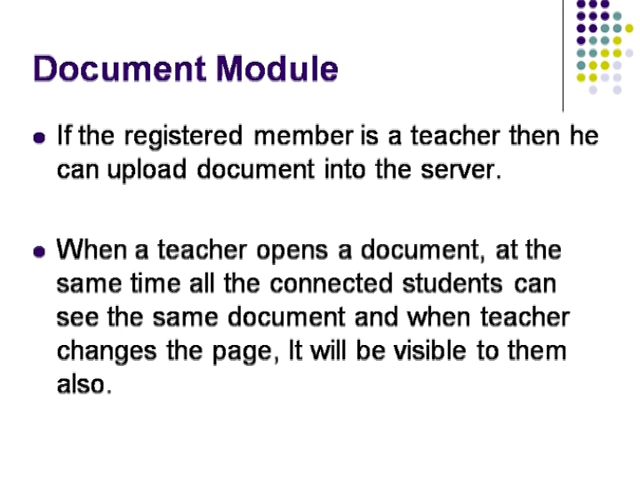 Document Module
If the registered member is a teacher then he
can upload document into the server.
When a teacher opens a document, at the
same time all the connected students can
see the same document and when teacher
changes the page, It will be visible to them
also.